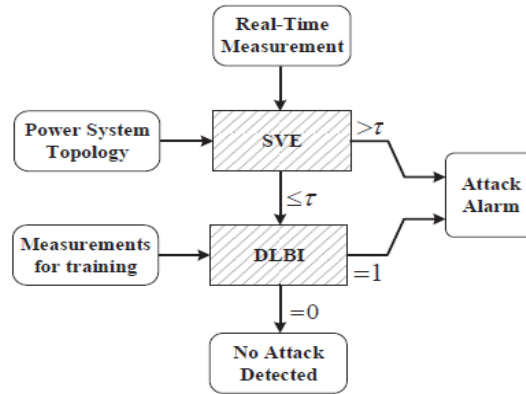 Real-Time
Measurement
Power System
Topology
SVE
>τ
Attack
Alarm
≤τ
Measurements
for training
DLBI
=1
=0
No Attack
Detected